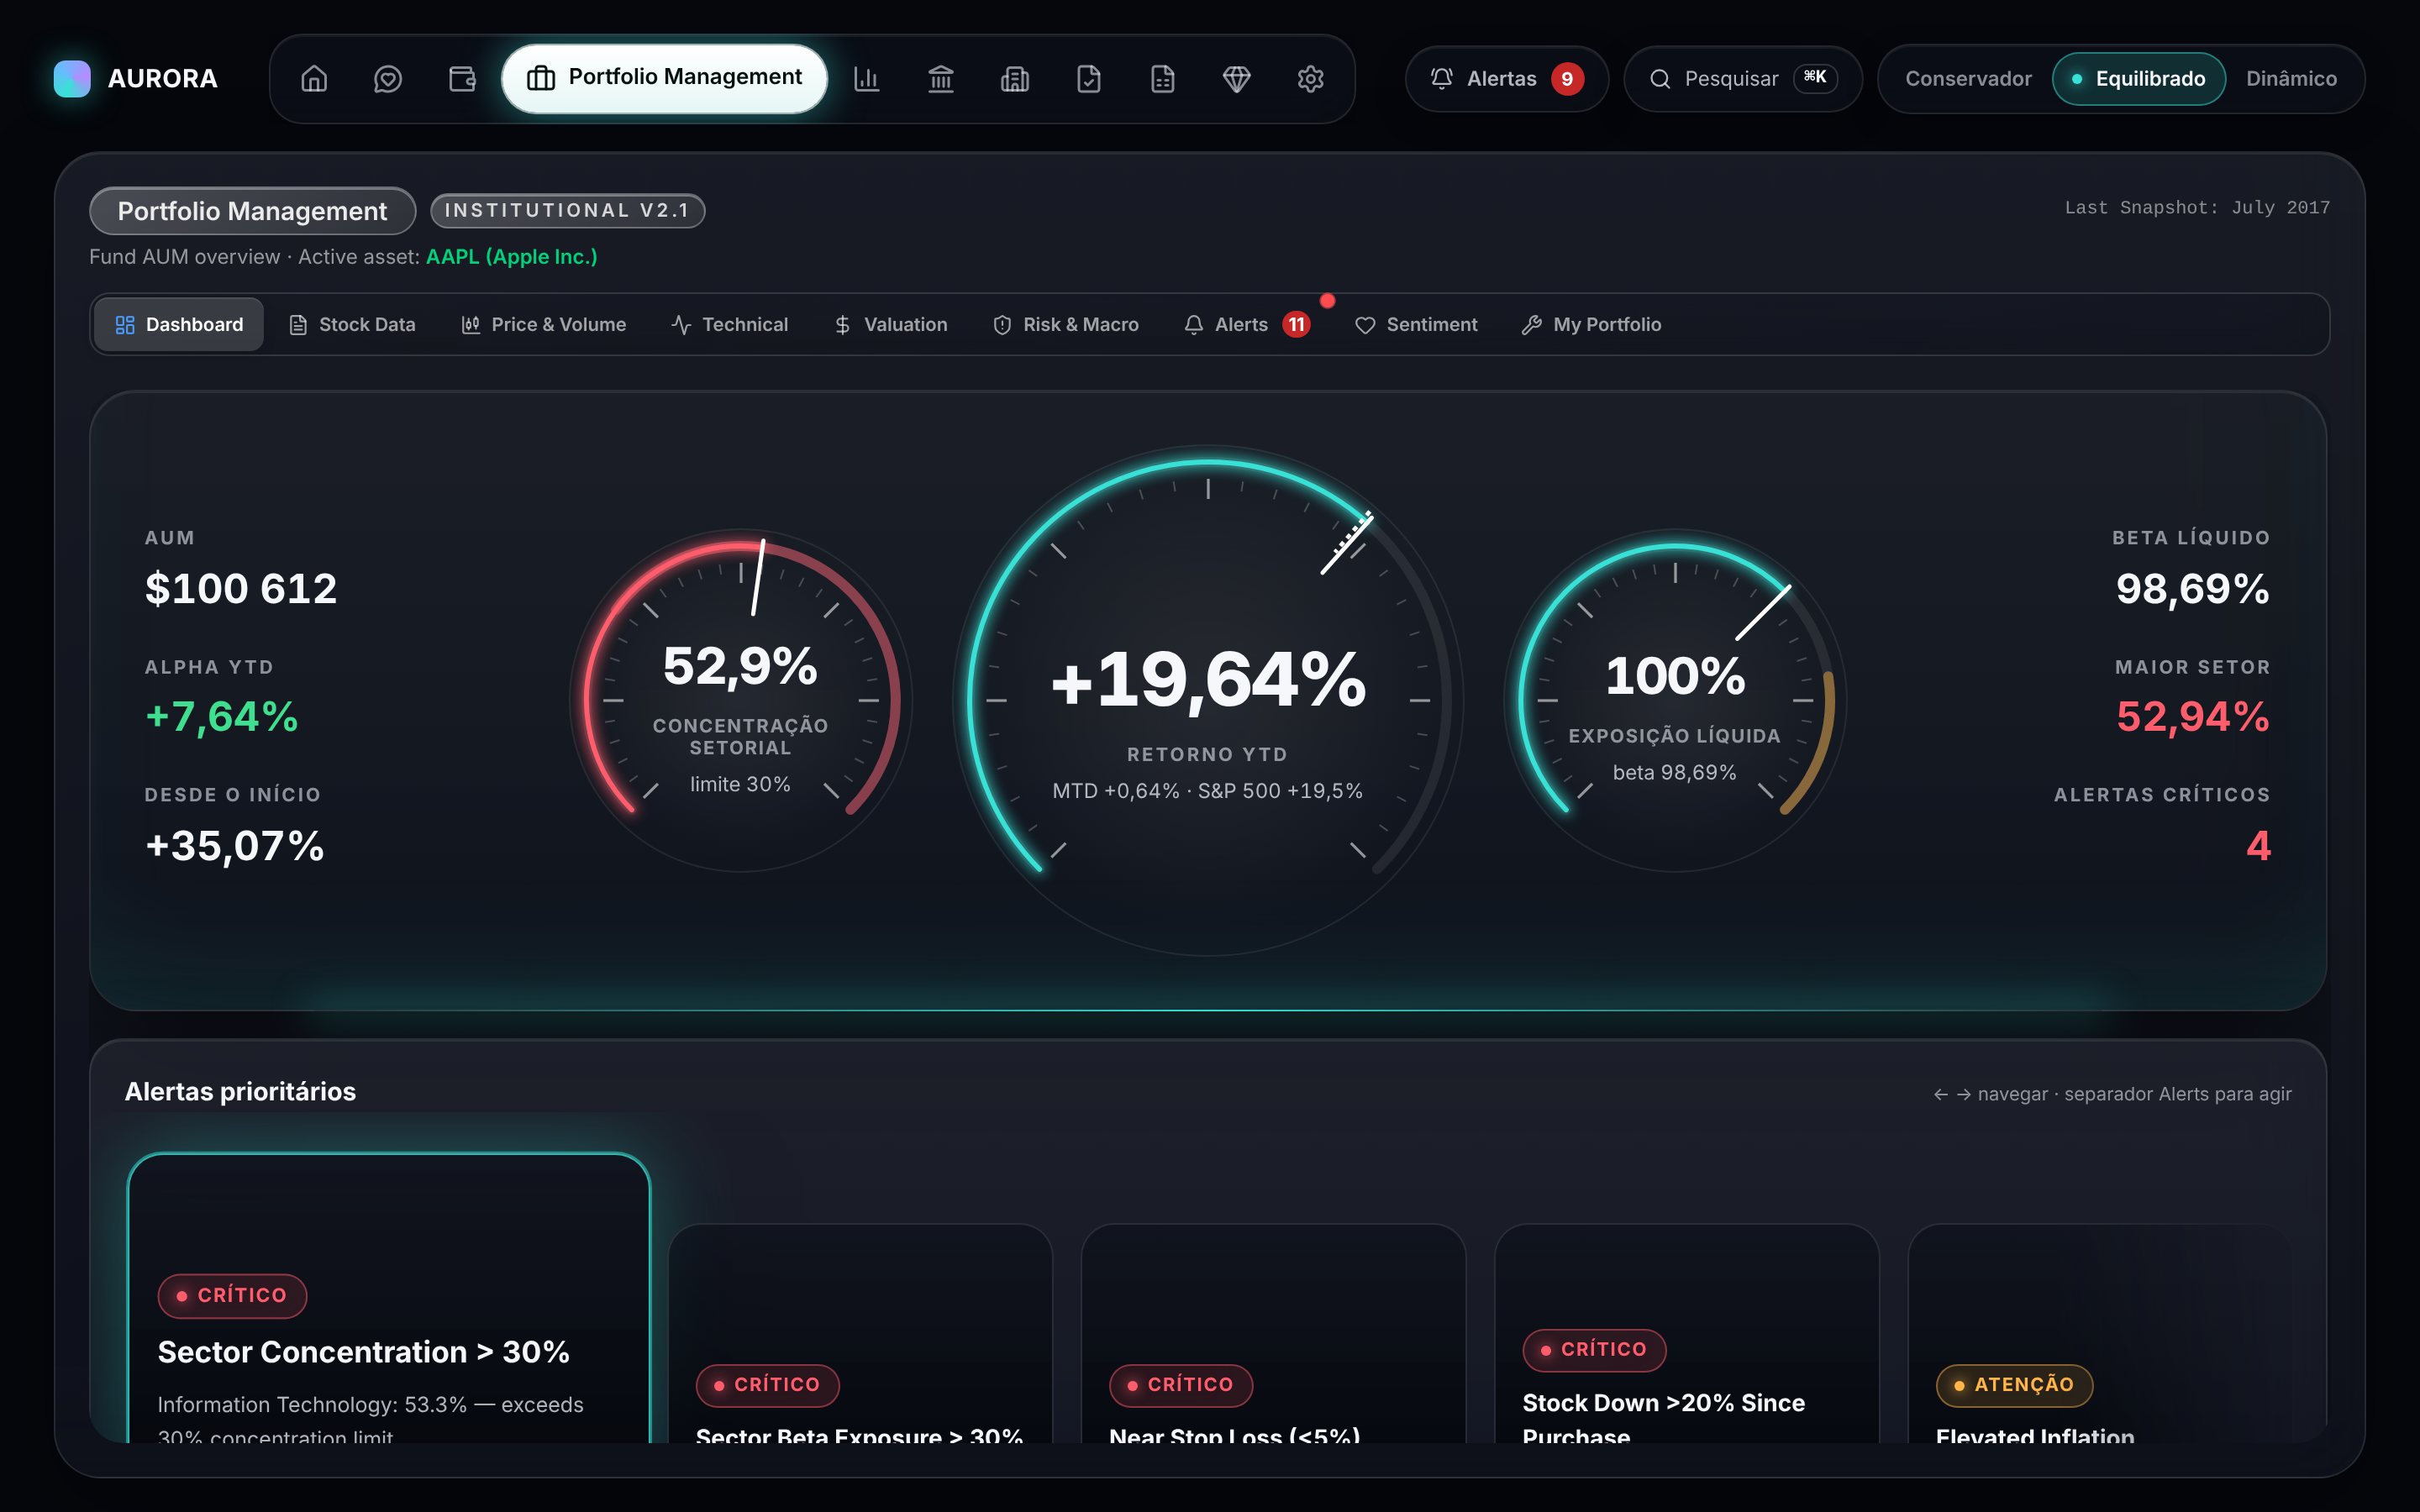 AURORA
Portfolio Management
Alertas 9
Pesquisar ⌘K
Conservador
Equilibrado
Dinâmico
Portfolio Management
INSTITUTIONAL V2.1
Last Snapshot: July 2017
Fund AUM overview · Active asset: AAPL (Apple Inc.)
Dashboard
Stock Data
Price & Volume
Technical
Valuation
Risk & Macro
Alerts 11
Sentiment
My Portfolio
AUM
$100 612
ALPHA YTD
+7,64%
DESDE O INÍCIO
+35,07%
52,9%
CONCENTRAÇÃO
SETORIAL
limite 30%
+19,64%
RETORNO YTD
MTD +0,64% · S&P 500 +19,5%
100%
EXPOSIÇÃO LÍQUIDA
beta 98,69%
BETA LÍQUIDO
98,69%
MAIOR SETOR
52,94%
ALERTAS CRÍTICOS
4
Alertas prioritários
← → navegar · separador Alerts para agir
CRÍTICO
Sector Concentration > 30%
Information Technology: 53.3% — exceeds
30% concentration limit
CRÍTICO
Sector Beta Exposure > 30%
CRÍTICO
Near Stop Loss (<5%)
CRÍTICO
Stock Down >20% Since
Purchase
ATENÇÃO
Elevated Inflation